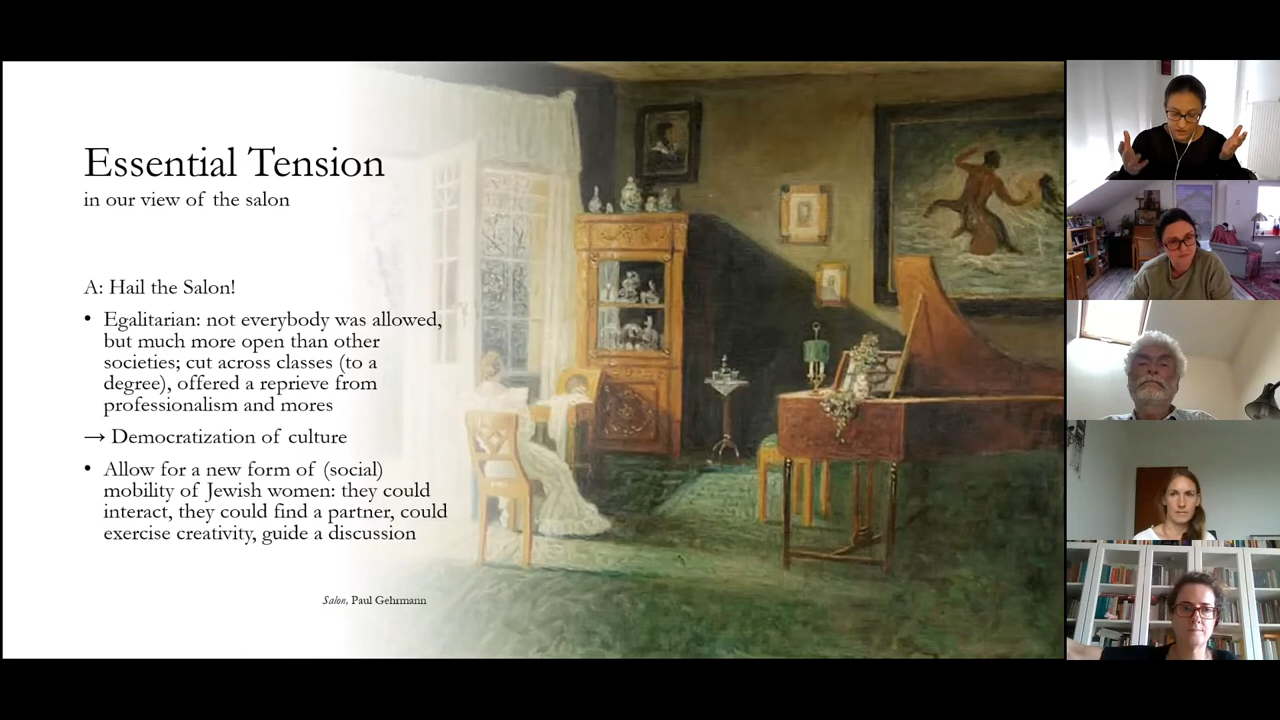 Essential Tension
in our view of the salon
A: Hail the Salon!
• Egalitarian: not everybody was allowed,
but much more open than other
societies; cut across classes (to a
degree), offered a reprieve from
professionalism and mores
→ Democratization of culture
• Allow for a new form of (social)
mobility of Jewish women: they could
interact, they could find a partner, could
exercise creativity, guide a discussion
Salon, Paul Gehrmann